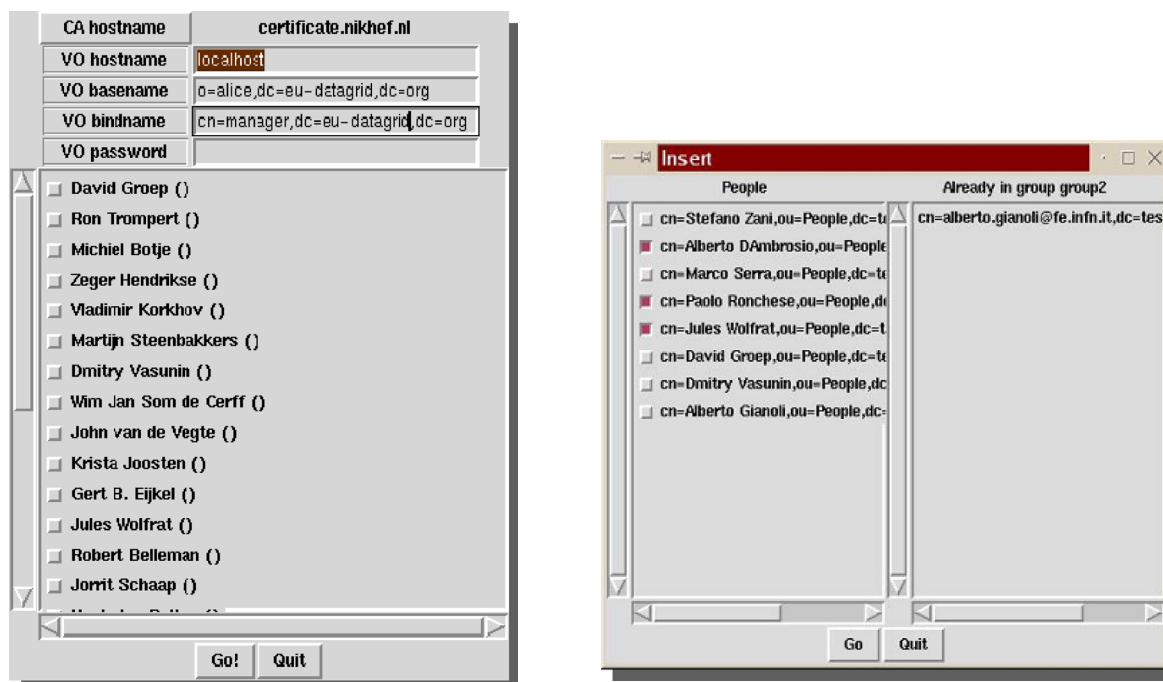 CA hostname certificate.nikhef.nl
VO hostname localhost
VO basename o=alice,dc=eu-datagrid,dc=org
VO bindname cn=manager,dc=eu-datagrid,dc=org
VO password
David Groep ()
Ron Trompert ()
Michiel Botje ()
Zeger Hendrikse ()
Vladimir Korkhov ()
Martijn Steenbakkers ()
Dmitry Vasunin ()
Wim Jan Som de Cerff ()
John van de Vegte ()
Krista Joosten ()
Gert B. Eijkel ()
Jules Wolfrat ()
Robert Belleman ()
Jorrit Schaap ()
Go! Quit
Insert
People Already in group group2
cn=Stefano Zani,ou=People,dc=t cn=alberto.gianoli@fe.infn.it,dc=tes
cn=Alberto DAmbrosio,ou=People
cn=Marco Serra,ou=People,dc=te
cn=Paolo Ronchese,ou=People,d
cn=Jules Wolfrat,ou=People,dc=t
cn=David Groep,ou=People,dc=te
cn=Dmitry Vasunin,ou=People,dc
cn=Alberto Gianoli,ou=People,dc=
Go Quit